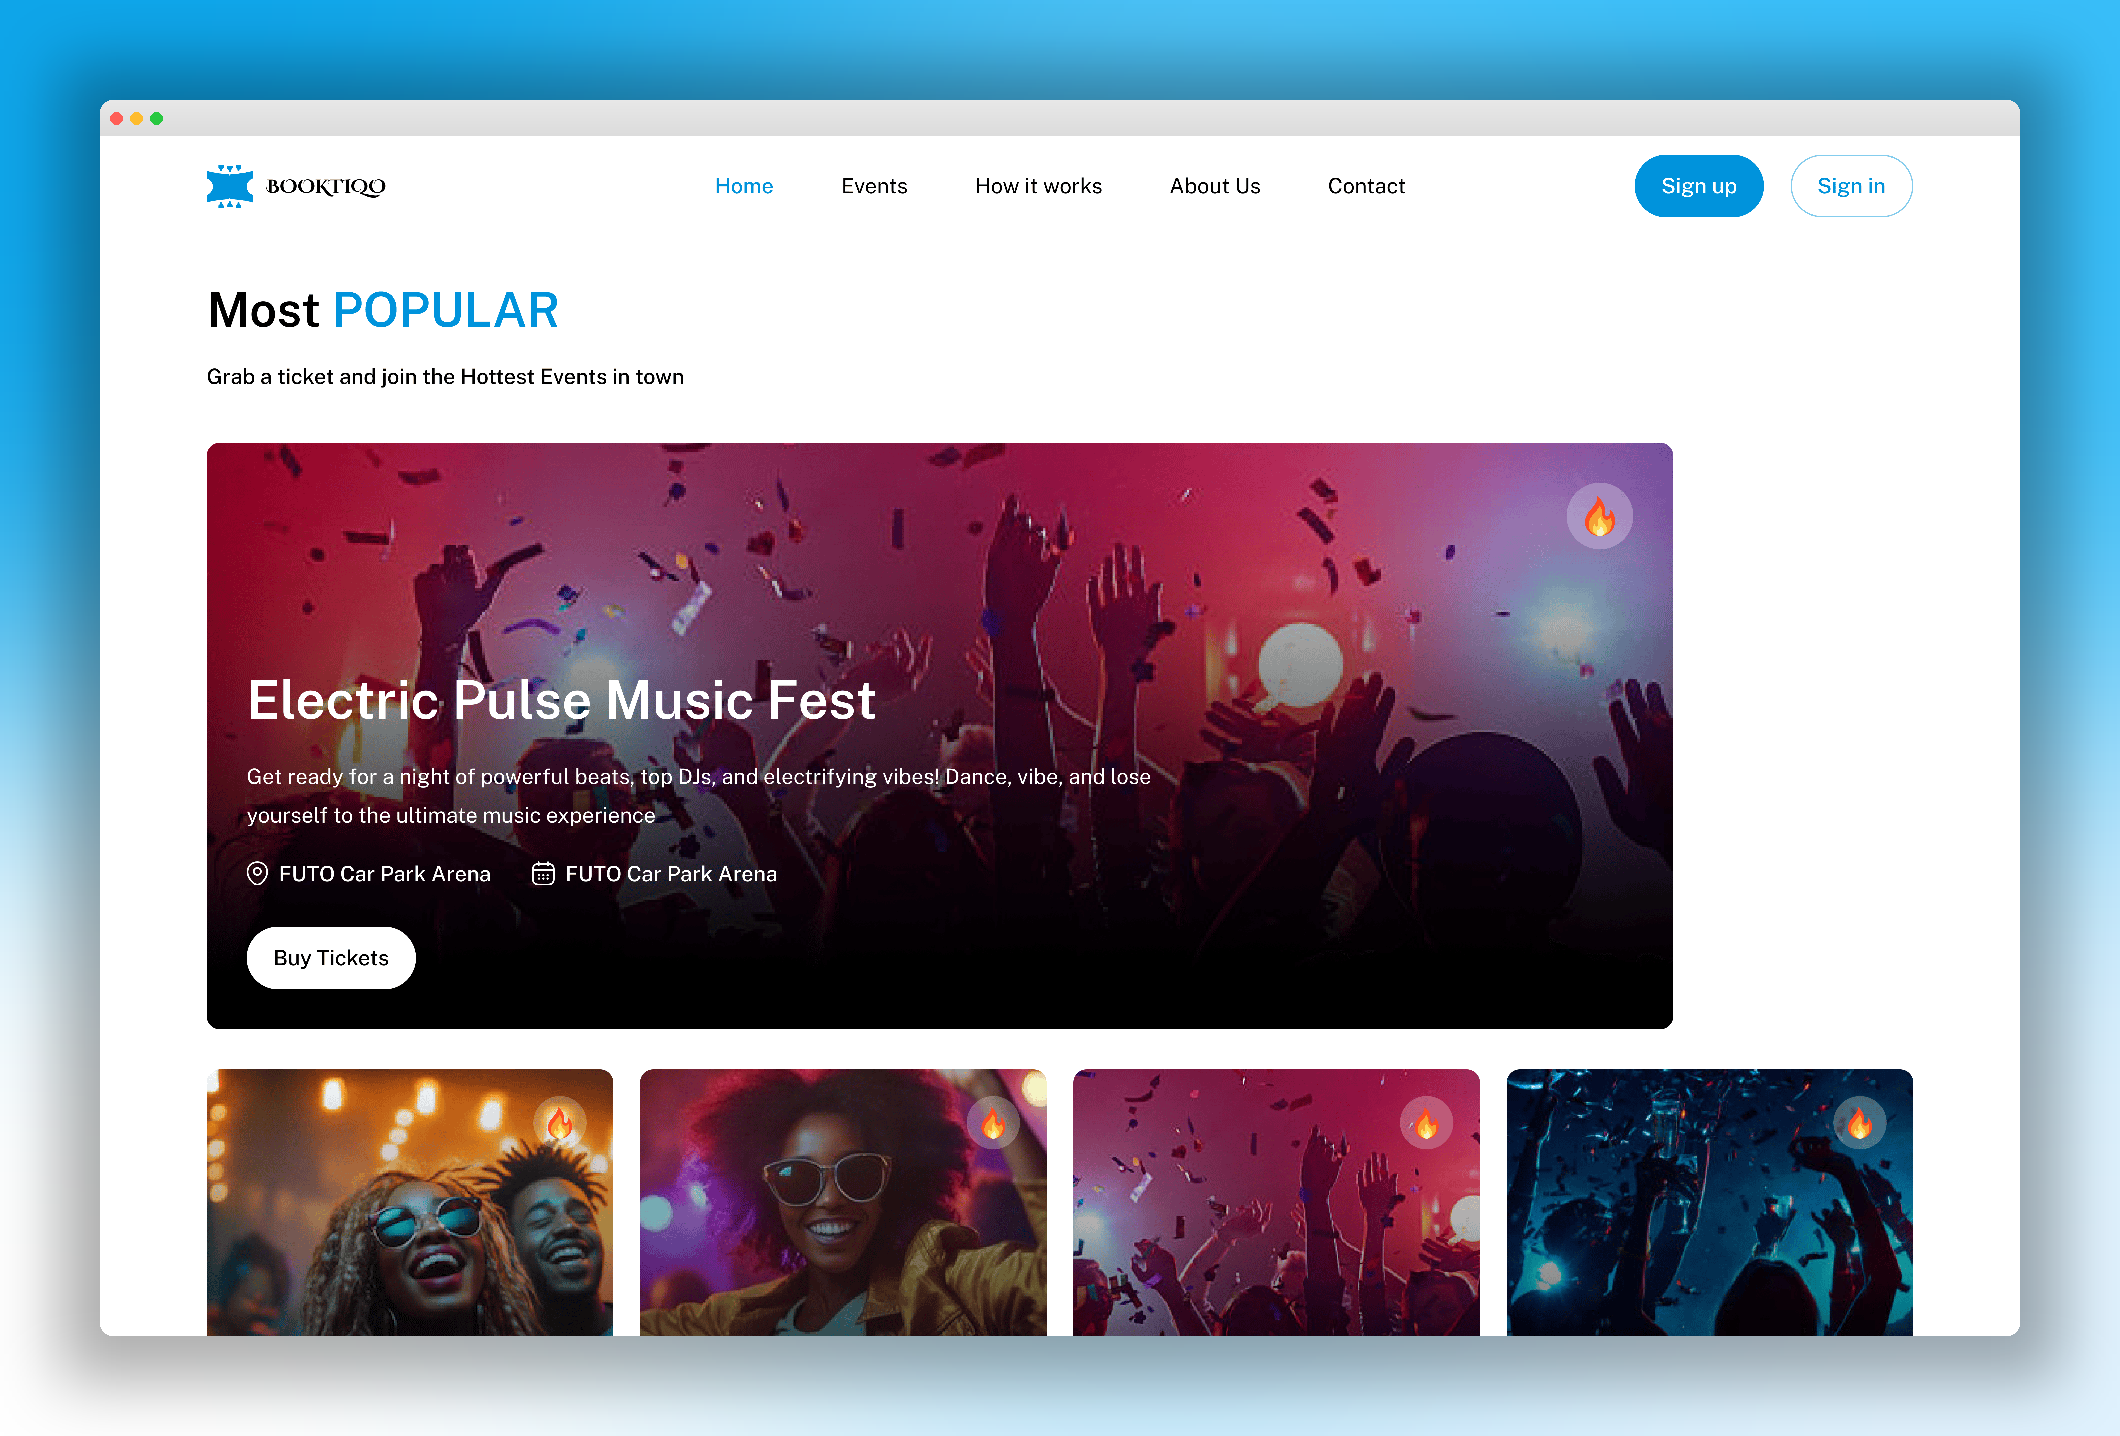 BOOKTIQO
Home Events How it works About Us Contact Sign up Sign in
Most POPULAR
Grab a ticket and join the Hottest Events in town
Electric Pulse Music Fest
Get ready for a night of powerful beats, top DJs, and electrifying vibes! Dance, vibe, and lose
yourself to the ultimate music experience
FUTO Car Park Arena FUTO Car Park Arena
Buy Tickets